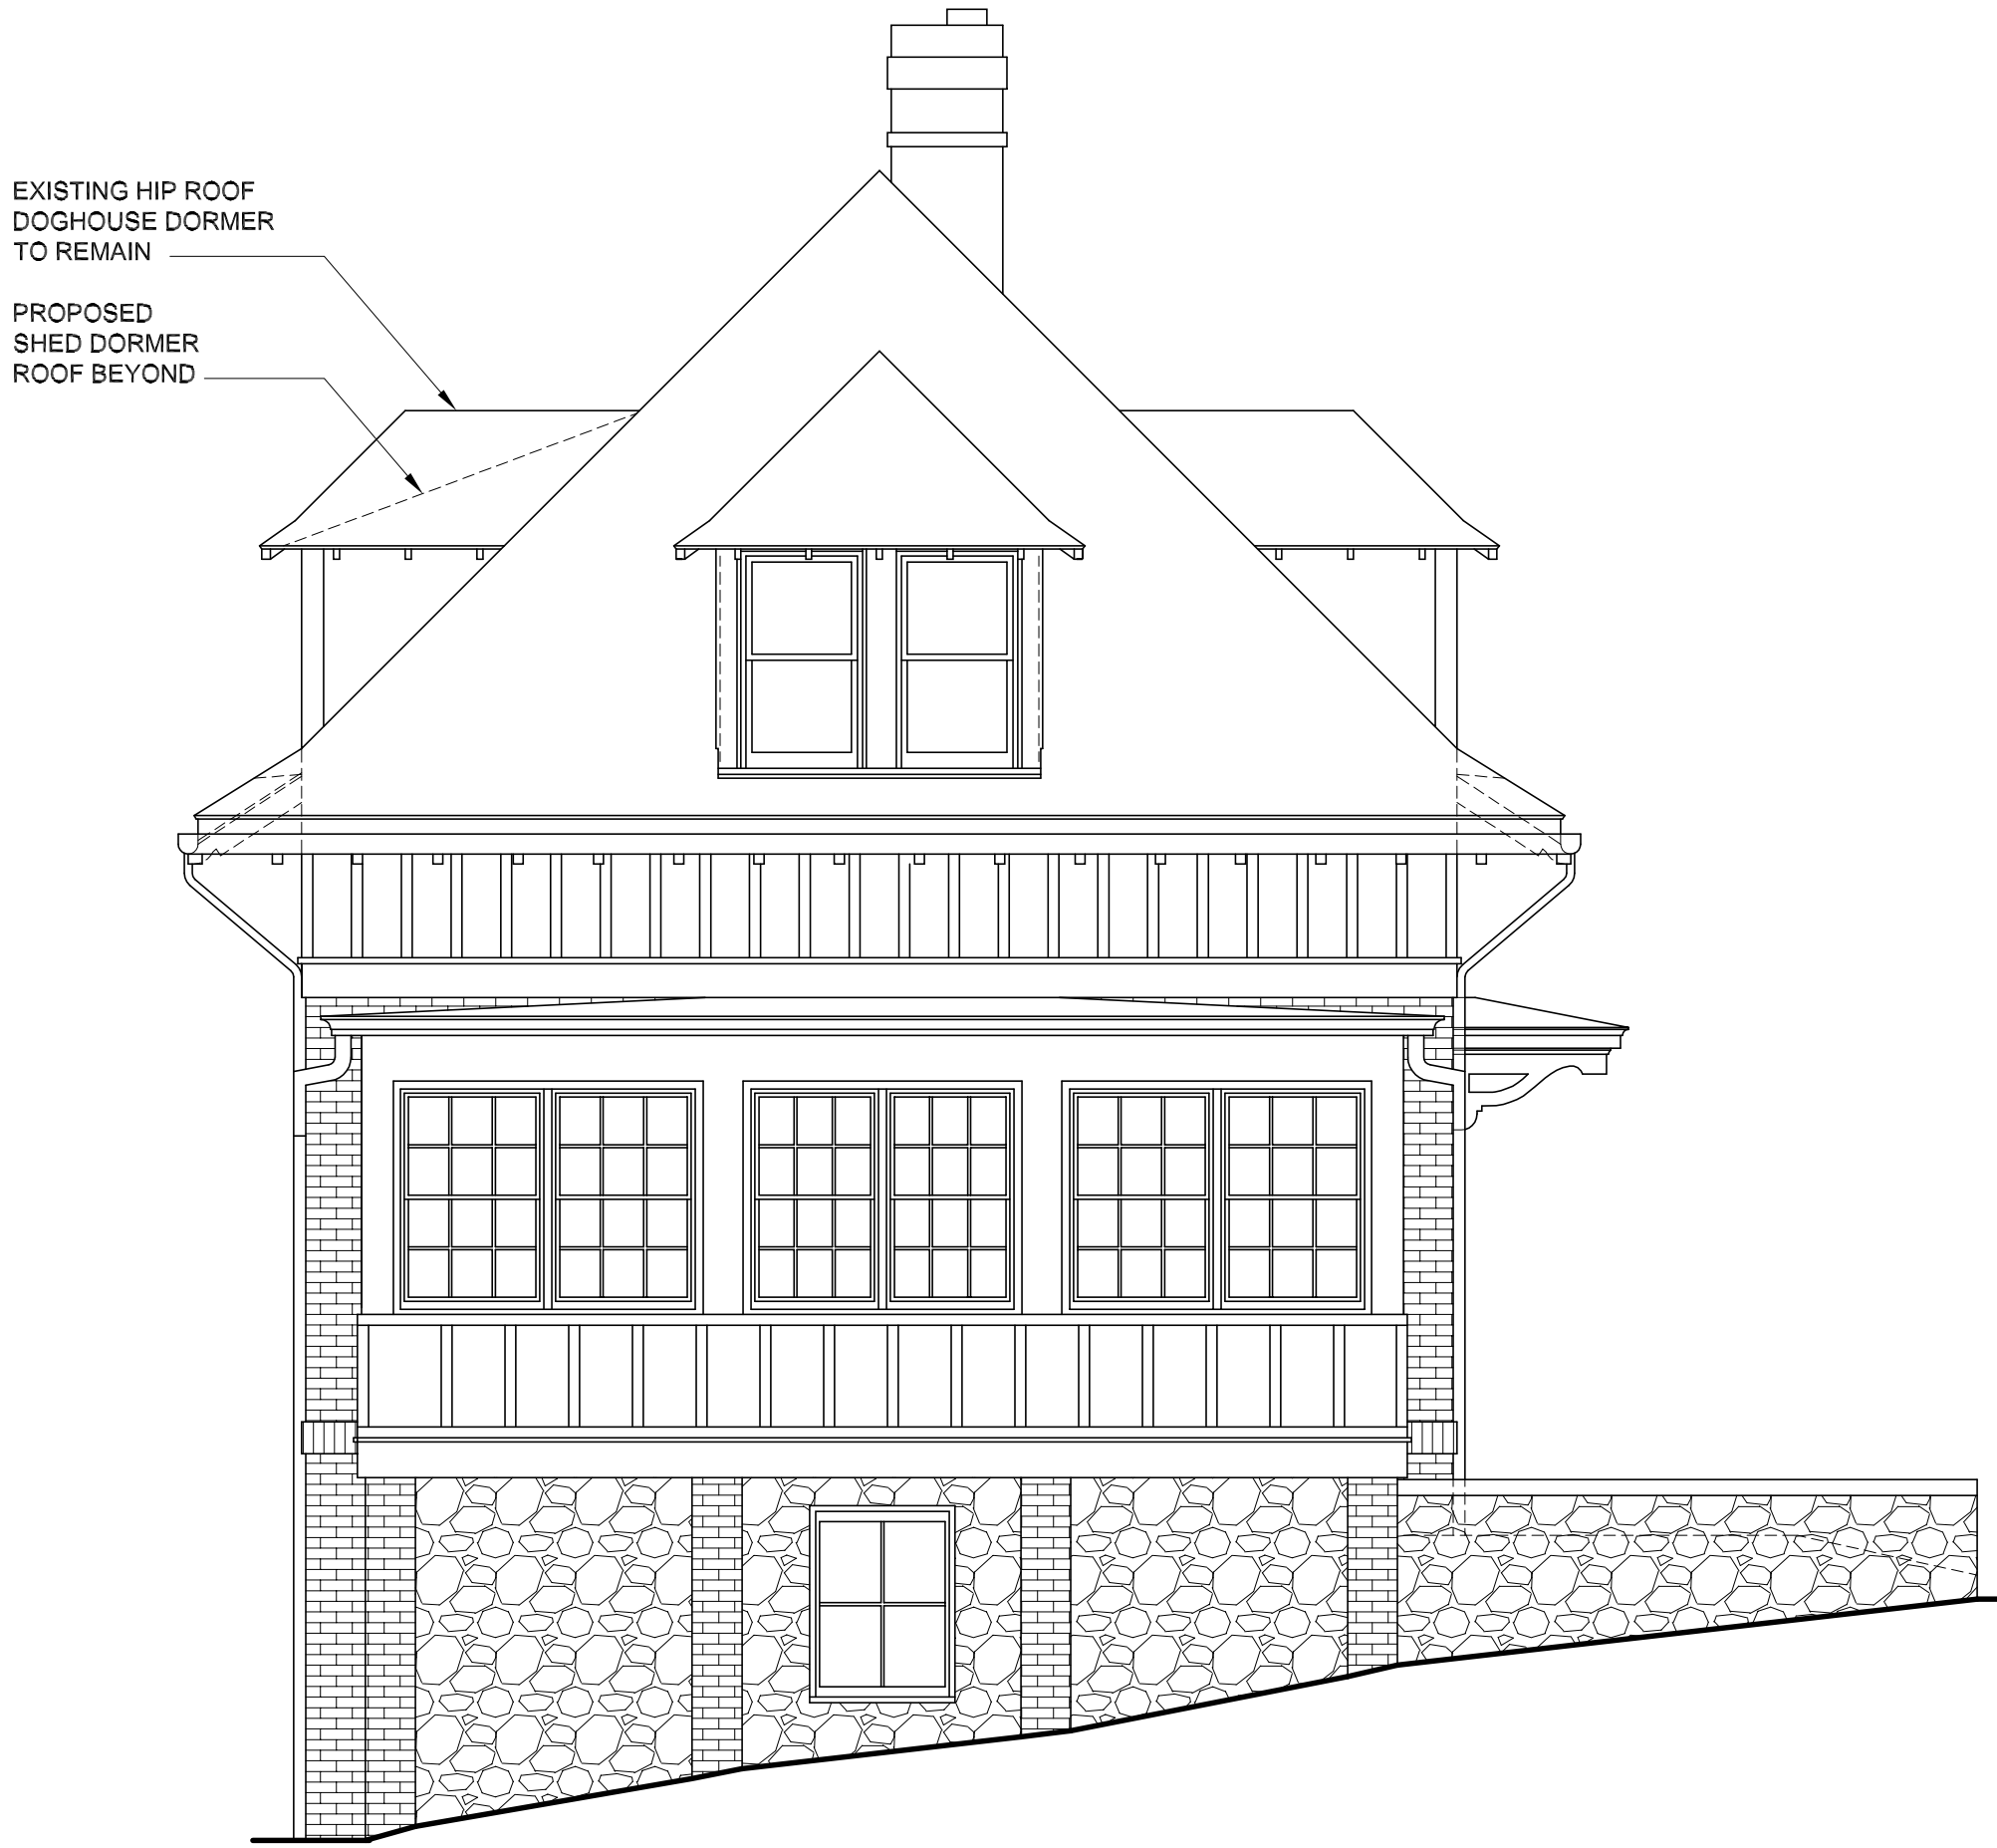 EXISTING HIP ROOF
DOGHOUSE DORMER
TO REMAIN
PROPOSED
SHED DORMER
ROOF BEYOND